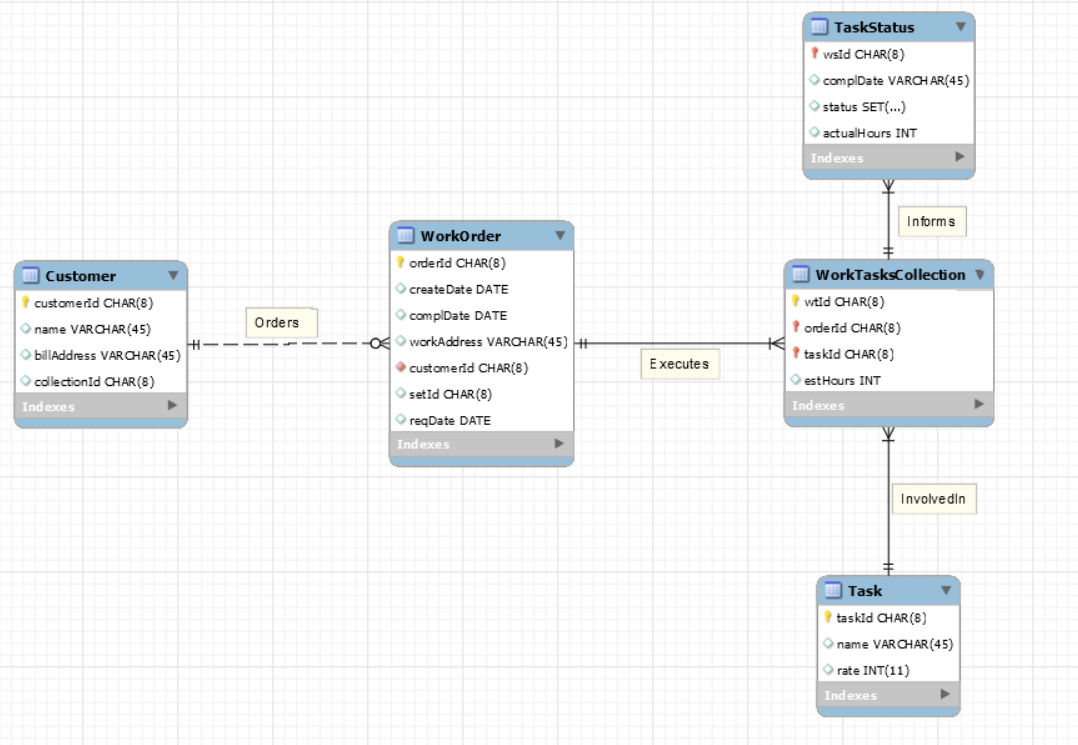 Customer
customerId CHAR(8)
name VARCHAR(45)
billAddress VARCHAR(45)
collectionId CHAR(8)
Indexes
Orders
WorkOrder
orderId CHAR(8)
createDate DATE
complDate DATE
workAddress VARCHAR(45)
customerId CHAR(8)
setId CHAR(8)
reqDate DATE
Indexes
Executes
TaskStatus
wsId CHAR(8)
complDate VARCHAR(45)
status SET(...)
actualHours INT
Indexes
Informs
WorkTasksCollection
wtId CHAR(8)
orderId CHAR(8)
taskId CHAR(8)
estHours INT
Indexes
InvolvedIn
Task
taskId CHAR(8)
name VARCHAR(45)
rate INT(11)
Indexes